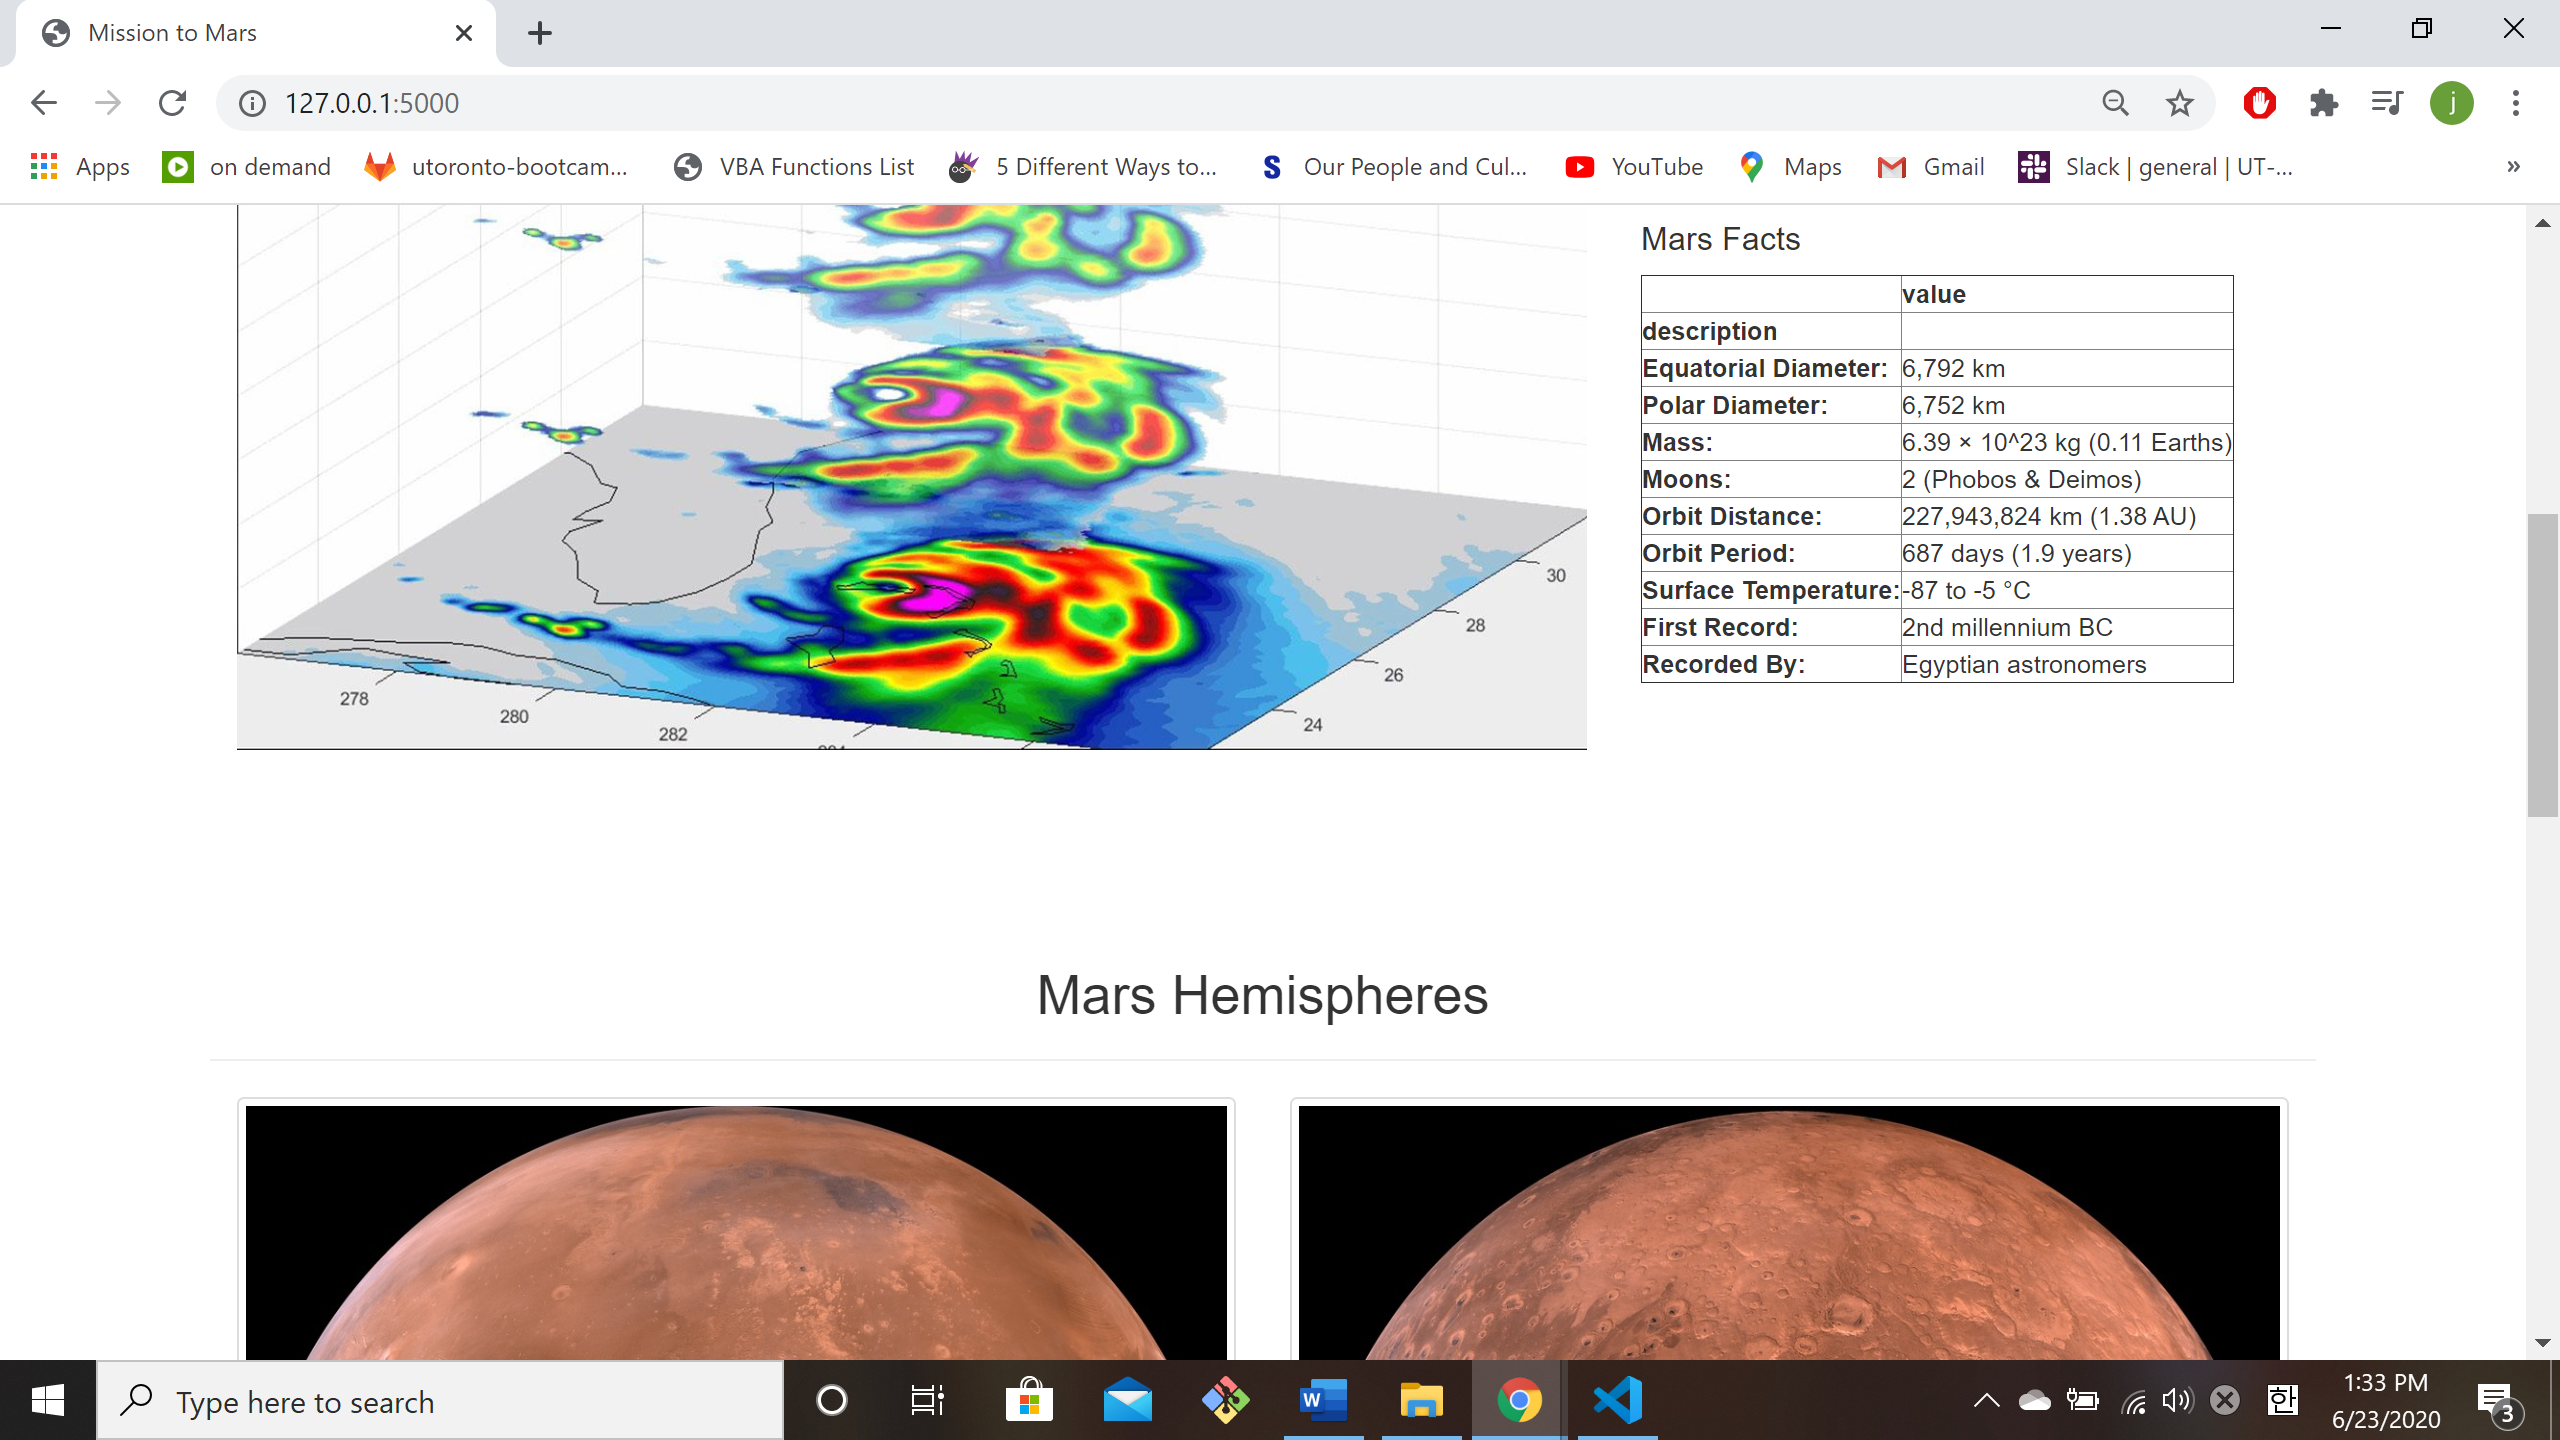 Mission to Mars
127.0.0.1:5000
j
Apps
on demand
utoronto-bootcam...
VBA Functions List
5 Different Ways to...
S
Our People and Cul...
YouTube
Maps
Gmail
Slack | general | UT-...
»
278
280
282
24
26
28
30
Mars Facts
value
description
Equatorial Diameter: 6,792 km
Polar Diameter: 6,752 km
Mass: 6.39 × 10^23 kg (0.11 Earths)
Moons: 2 (Phobos & Deimos)
Orbit Distance: 227,943,824 km (1.38 AU)
Orbit Period: 687 days (1.9 years)
Surface Temperature: -87 to -5 °C
First Record: 2nd millennium BC
Recorded By: Egyptian astronomers
Mars Hemispheres
Type here to search
W
한
1:33 PM
6/23/2020
3